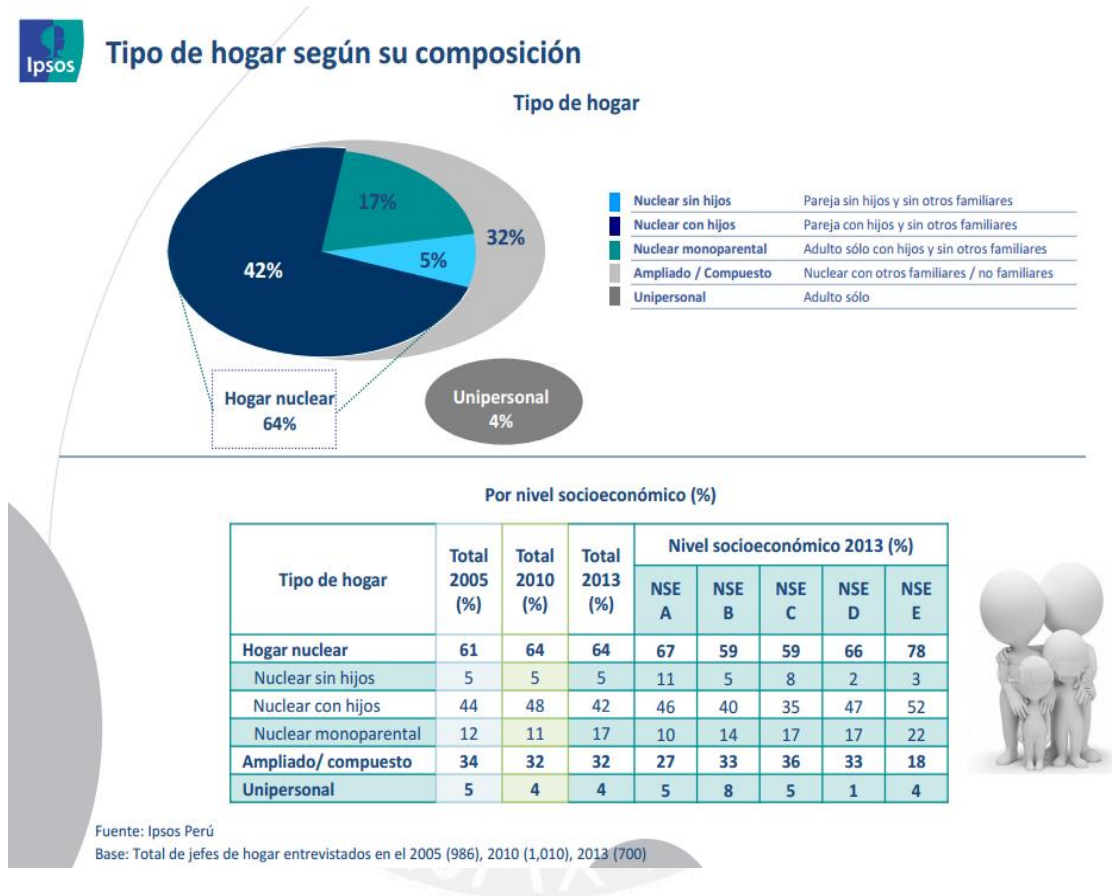 Ipsos
Tipo de hogar según su composición
Tipo de hogar
17%
32%
5%
42%
Nuclear sin hijos Pareja sin hijos y sin otros familiares
Nuclear con hijos Pareja con hijos y sin otros familiares
Nuclear monoparental Adulto sólo con hijos y sin otros familiares
Ampliado / Compuesto Nuclear con otros familiares / no familiares
Unipersonal Adulto sólo
Hogar nuclear
64%
Unipersonal
4%
Por nivel socioeconómico (%)
Tipo de hogar
Total
2005
(%)
Total
2010
(%)
Total
2013
(%)
Nivel socioeconómico 2013 (%)
NSE
A
NSE
B
NSE
C
NSE
D
NSE
E
Hogar nuclear 61 64 64 67 59 59 66 78
Nuclear sin hijos 5 5 5 11 5 8 2 3
Nuclear con hijos 44 48 42 46 40 35 47 52
Nuclear monoparental 12 11 17 10 14 17 17 22
Ampliado/ compuesto 34 32 32 27 33 36 33 18
Unipersonal 5 4 4 5 8 5 1 4
Fuente: Ipsos Perú
Base: Total de jefes de hogar entrevistados en el 2005 (986), 2010 (1,010), 2013 (700)